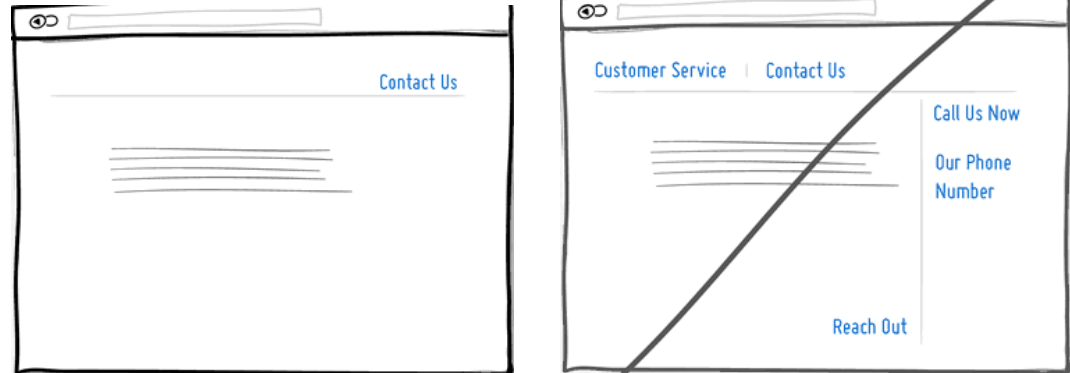 Contact Us
Customer Service | Contact Us
Call Us Now
Our Phone
Number
Reach Out